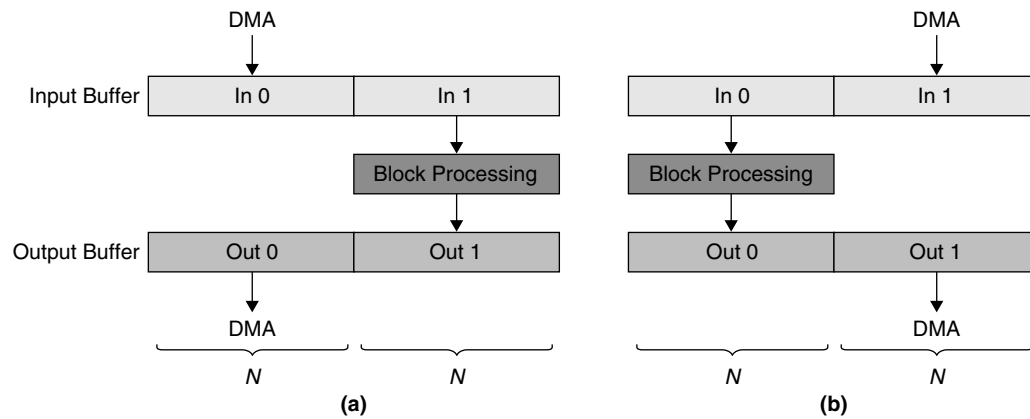 DMA DMA
Input Buffer In 0 In 1 In 0 In 1
Block Processing Block Processing
Output Buffer Out 0 Out 1 Out 0 Out 1
DMA DMA
N N N N
(a) (b)